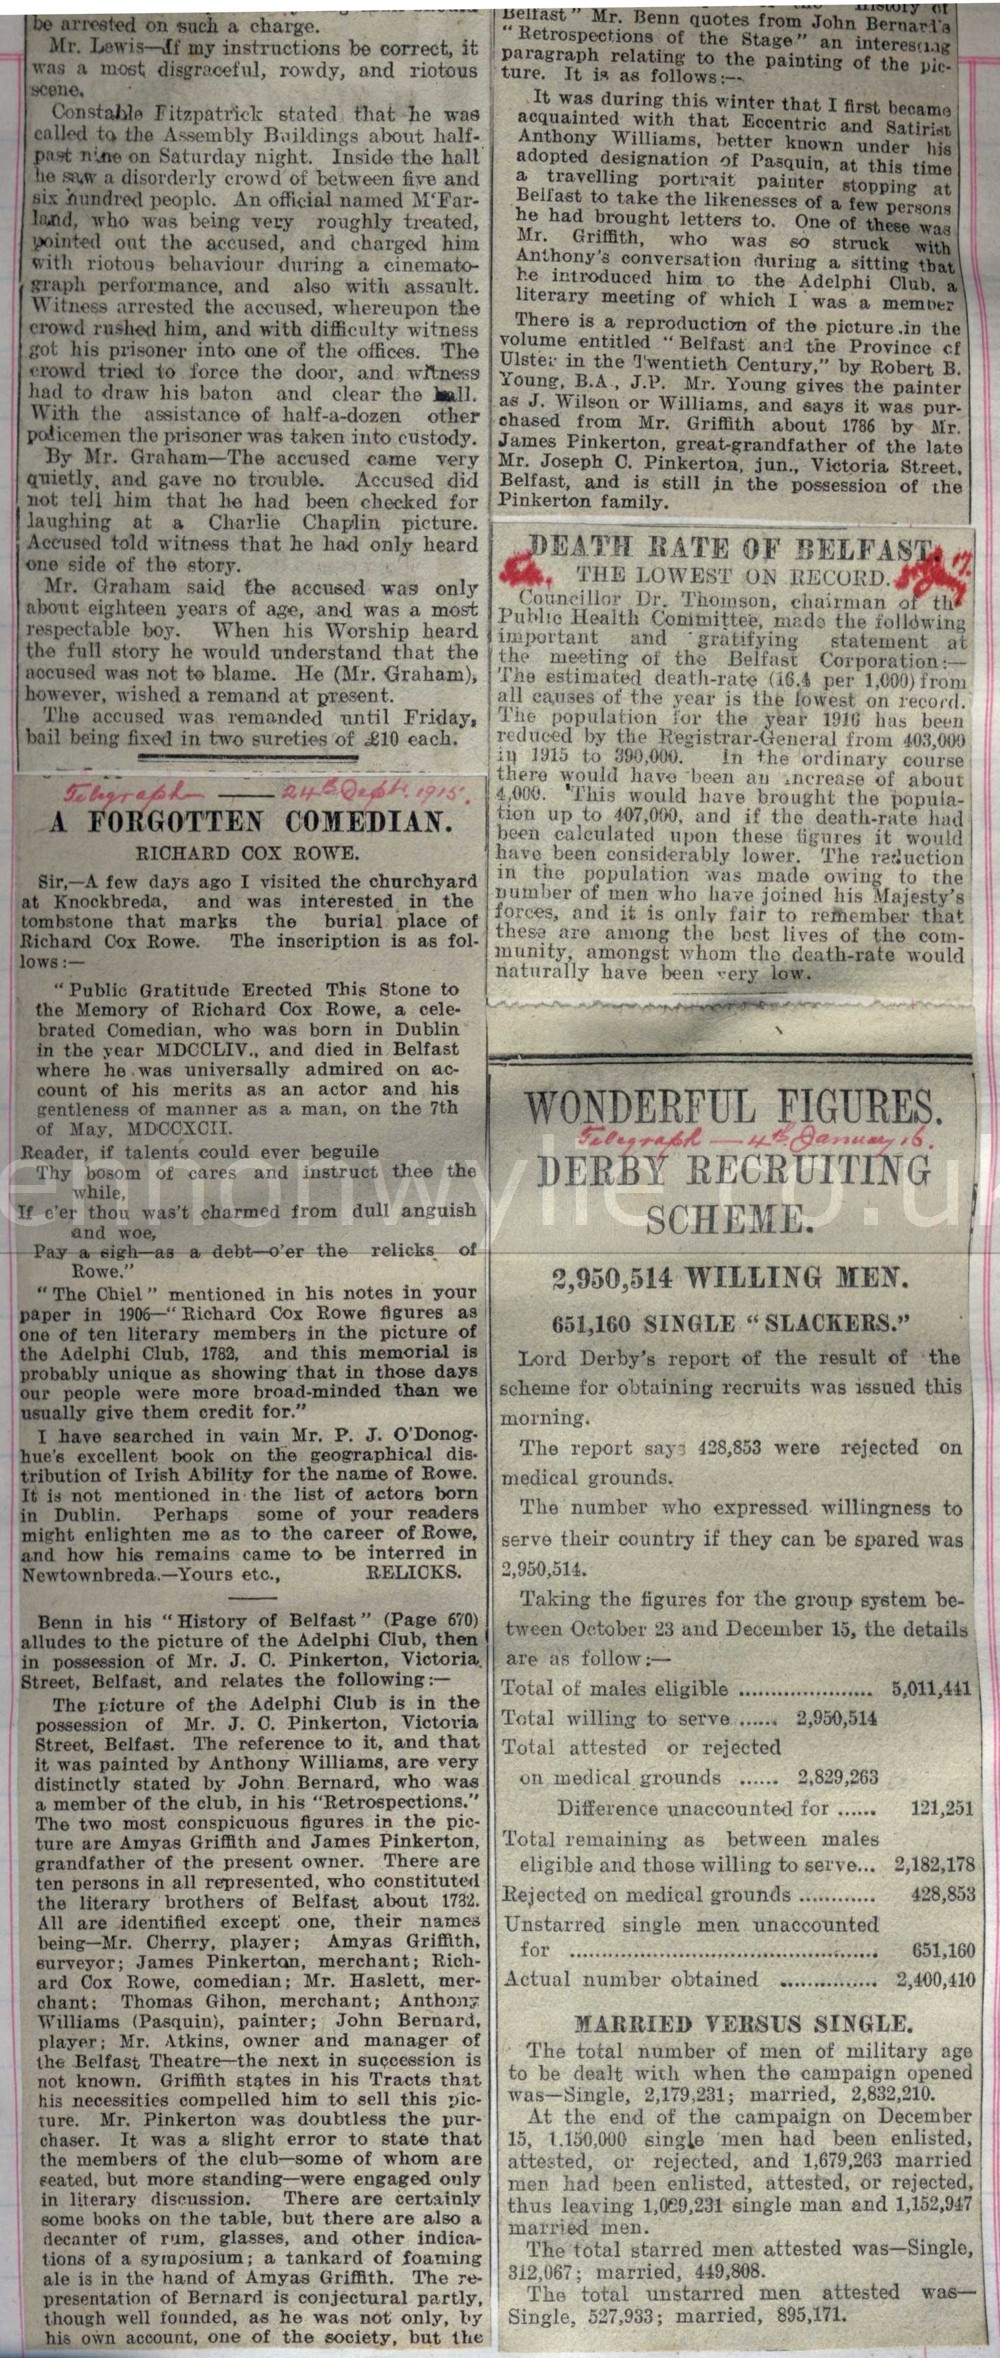 be arrested on such a charge.
Mr. Lewis—If my instructions be correct, it
was a most disgraceful, rowdy, and riotous
scene.
Constable Fitzpatrick stated that he was
called to the Assembly Buildings about half-
past nine on Saturday night. Inside the hall
he saw a disorderly crowd of between five and
six hundred people. An official named M'Far-
land, who was being very roughly treated,
pointed out the accused, and charged him
with riotous behaviour during a cinemato-
graph performance, and also with assault.
Witness arrested the accused, whereupon the
crowd rushed him, and with difficulty witness
got his prisoner into one of the offices. The
crowd tried to force the door, and witness
had to draw his baton and clear the hall.
With the assistance of half-a-dozen other
policemen the prisoner was taken into custody.
By Mr. Graham—The accused came very
quietly, and gave no trouble. Accused did
not tell him that he had been checked for
laughing at a Charlie Chaplin picture.
Accused told witness that he had only heard
one side of the story.
Mr. Graham said the accused was only
about eighteen years of age, and was a most
respectable boy. When his Worship heard
the full story he would understand that the
accused was not to blame. He (Mr. Graham),
however, wished a remand at present.
The accused was remanded until Friday,
bail being fixed in two sureties of £10 each.
Telegraph — 24th Sept. 1915.
A FORGOTTEN COMEDIAN.
RICHARD COX ROWE.
Sir,—A few days ago I visited the churchyard
at Knockbreda, and was interested in the
tombstone that marks the burial place of
Richard Cox Rowe. The inscription is as fol-
lows:—
"Public Gratitude Erected This Stone to
the Memory of Richard Cox Rowe, a cele-
brated Comedian, who was born in Dublin
in the year MDCCLIV., and died in Belfast
where he was universally admired on ac-
count of his merits as an actor and his
gentleness of manner as a man, on the 7th
of May, MDCCXCII.
Reader, if talents could ever beguile
Thy bosom of cares and instruct thee the
while,
If e'er thou was't charmed from dull anguish
and woe,
Pay a sigh—as a debt—o'er the relicks of
Rowe."
"The Chiel" mentioned in his notes in your
paper in 1906—"Richard Cox Rowe figures as
one of ten literary members in the picture of
the Adelphi Club, 1782, and this memorial is
probably unique as showing that in those days
our people were more broad-minded than we
usually give them credit for."
I have searched in vain Mr. P. J. O'Donog-
hue's excellent book on the geographical dis-
tribution of Irish Ability for the name of Rowe.
It is not mentioned in the list of actors born
in Dublin. Perhaps some of your readers
might enlighten me as to the career of Rowe,
and how his remains came to be interred in
Newtownbreda.—Yours etc., RELICKS.
Benn in his "History of Belfast" (Page 670)
alludes to the picture of the Adelphi Club, then
in possession of Mr. J. C. Pinkerton, Victoria
Street, Belfast, and relates the following:—
The picture of the Adelphi Club is in the
possession of Mr. J. C. Pinkerton, Victoria
Street, Belfast. The reference to it, and that
it was painted by Anthony Williams, are very
distinctly stated by John Bernard, who was
a member of the club, in his "Retrospections."
The two most conspicuous figures in the pic-
ture are Amyas Griffith and James Pinkerton,
grandfather of the present owner. There are
ten persons in all represented, who constituted
the literary brothers of Belfast about 1782.
All are identified except one, their names
being—Mr. Cherry, player; Amyas Griffith,
surveyor; James Pinkerton, merchant; Rich-
ard Cox Rowe, comedian; Mr. Haslett, mer-
chant; Thomas Gihon, merchant; Anthony
Williams (Pasquin), painter; John Bernard,
player; Mr. Atkins, owner and manager of
the Belfast Theatre—the next in succession is
not known. Griffith states in his Tracts that
his necessities compelled him to sell this pic-
ture. Mr. Pinkerton was doubtless the pur-
chaser. It was a slight error to state that
the members of the club—some of whom are
seated, but more standing—were engaged only
in literary discussion. There are certainly
some books on the table, but there are also a
decanter of rum, glasses, and other indica-
tions of a symposium; a tankard of foaming
ale is in the hand of Amyas Griffith. The re-
presentation of Bernard is conjectural partly,
though well founded, as he was not only, by
his own account, one of the society, but the
History of
Belfast" Mr. Benn quotes from John Bernard's
"Retrospections of the Stage" an interesting
paragraph relating to the painting of the pic-
ture. It is as follows:—
It was during this winter that I first became
acquainted with that Eccentric and Satirist
Anthony Williams, better known under his
adopted designation of Pasquin, at this time
a travelling portrait painter stopping at
Belfast to take the likenesses of a few persons
he had brought letters to. One of these was
Mr. Griffith, who was so struck with
Anthony's conversation during a sitting that
he introduced him to the Adelphi Club, a
literary meeting of which I was a member
There is a reproduction of the picture in the
volume entitled "Belfast and the Province of
Ulster in the Twentieth Century," by Robert B.
Young, B.A., J.P. Mr. Young gives the painter
as J. Wilson or Williams, and says it was pur-
chased from Mr. Griffith about 1786 by Mr.
James Pinkerton, great-grandfather of the late
Mr. Joseph C. Pinkerton, jun., Victoria Street,
Belfast, and is still in the possession of the
Pinkerton family.
DEATH RATE OF BELFAST.
THE LOWEST ON RECORD.
Councillor Dr. Thomson, chairman of th
Public Health Committee, made the following
important and gratifying statement at
the meeting of the Belfast Corporation:—
The estimated death-rate (16.4 per 1,000) from
all causes of the year is the lowest on record.
The population for the year 1916 has been
reduced by the Registrar-General from 403,000
in 1915 to 390,000. In the ordinary course
there would have been an increase of about
4,000. This would have brought the popula-
tion up to 407,000, and if the death-rate had
been calculated upon these figures it would
have been considerably lower. The reduction
in the population was made owing to the
number of men who have joined his Majesty's
forces, and it is only fair to remember that
these are among the best lives of the com-
munity, amongst whom the death-rate would
naturally have been very low.
WONDERFUL FIGURES.
Telegraph — 4th January 16.
DERBY RECRUITING
SCHEME.
2,950,514 WILLING MEN.
651,160 SINGLE "SLACKERS."
Lord Derby's report of the result of the
scheme for obtaining recruits was issued this
morning.
The report says 428,853 were rejected on
medical grounds.
The number who expressed willingness to
serve their country if they can be spared was
2,950,514.
Taking the figures for the group system be-
tween October 23 and December 15, the details
are as follow:—
Total of males eligible ..................... 5,011,441
Total willing to serve ...... 2,950,514
Total attested or rejected
on medical grounds ...... 2,829,263
Difference unaccounted for ...... 121,251
Total remaining as between males
eligible and those willing to serve... 2,182,178
Rejected on medical grounds ............ 428,853
Unstarred single men unaccounted
for ................................................ 651,160
Actual number obtained ............... 2,400,410
MARRIED VERSUS SINGLE.
The total number of men of military age
to be dealt with when the campaign opened
was—Single, 2,179,231; married, 2,832,210.
At the end of the campaign on December
15, 1,150,000 single men had been enlisted,
attested, or rejected, and 1,679,263 married
men had been enlisted, attested, or rejected,
thus leaving 1,029,231 single man and 1,152,947
married men.
The total starred men attested was—Single,
312,067; married, 449,808.
The total unstarred men attested was—
Single, 527,933; married, 895,171.